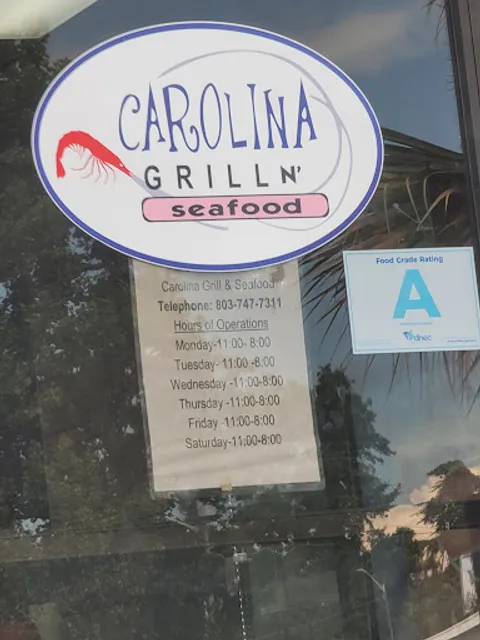 CAROLINA
GRILL N'
seafood
Carolina Grill & Seafood
Telephone: 803-747-7311
Hours of Operations
Monday-11:00- 8:00
Tuesday- 11:00 -8:00
Wednesday -11:00-8:00
Thursday -11:00-8:00
Friday -11:00-8:00
Saturday-11:00-8:00
Food Grade Rating
A
dhec